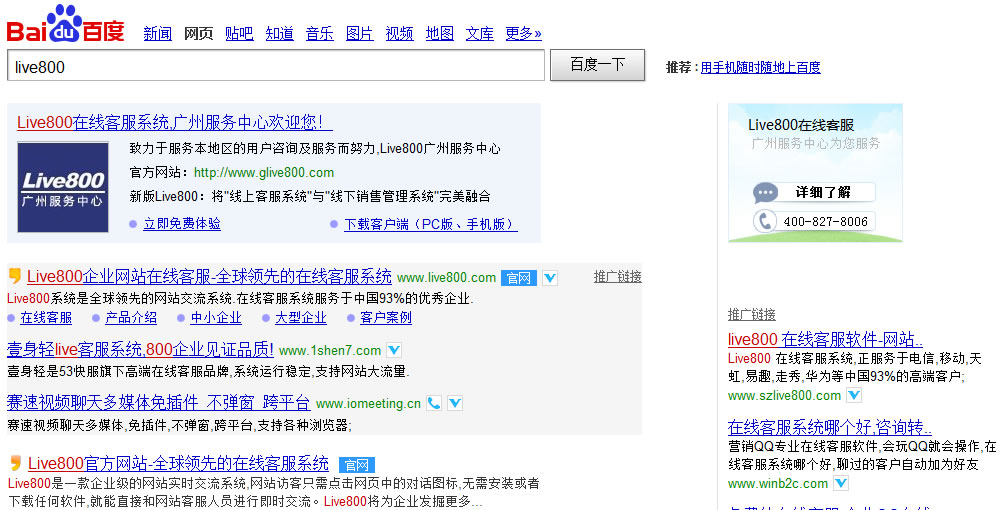 Bai du 百度
新闻 网页 贴吧 知道 音乐 图片 视频 地图 文库 更多»
live800
百度一下
推荐 : 用手机随时随地上百度
Live800在线客服系统,广州服务中心欢迎您！
Live800
广州服务中心
致力于服务本地区的用户咨询及服务而努力,Live800广州服务中心
官方网站：http://www.glive800.com
新版Live800：将"线上客服系统"与"线下销售管理系统"完美融合
立即免费体验 下载客户端（PC版、手机版）
Live800企业网站在线客服-全球领先的在线客服系统 www.live800.com 官网 推广链接
Live800系统是全球领先的网站交流系统.在线客服系统服务于中国93%的优秀企业.
在线客服 产品介绍 中小企业 大型企业 客户案例
壹身轻live客服系统,800企业见证品质! www.1shen7.com
壹身轻是53快服旗下高端在线客服品牌,系统运行稳定,支持网站大流量.
赛速视频聊天多媒体免插件 不弹窗 跨平台 www.iomeeting.cn
赛速视频聊天多媒体,免插件,不弹窗,跨平台,支持各种浏览器;
Live800官方网站-全球领先的在线客服系统 官网
Live800是一款企业级的网站实时交流系统,网站访客只需点击网页中的对话图标,无需安装或者
下载任何软件,就能直接和网站客服人员进行即时交流。Live800将为企业发掘更多...
Live800在线客服
广州服务中心为您服务
详细了解
400-827-8006
推广链接
live800 在线客服软件-网站..
Live800 在线客服系统,正服务于电信,移动,天
虹,易趣,走秀,华为等中国93%的高端客户;
www.szlive800.com
在线客服系统哪个好,咨询转..
营销QQ专业在线客服软件,会玩QQ就会操作,在
线客服系统哪个好,聊过的客户自动加为好友
www.winb2c.com